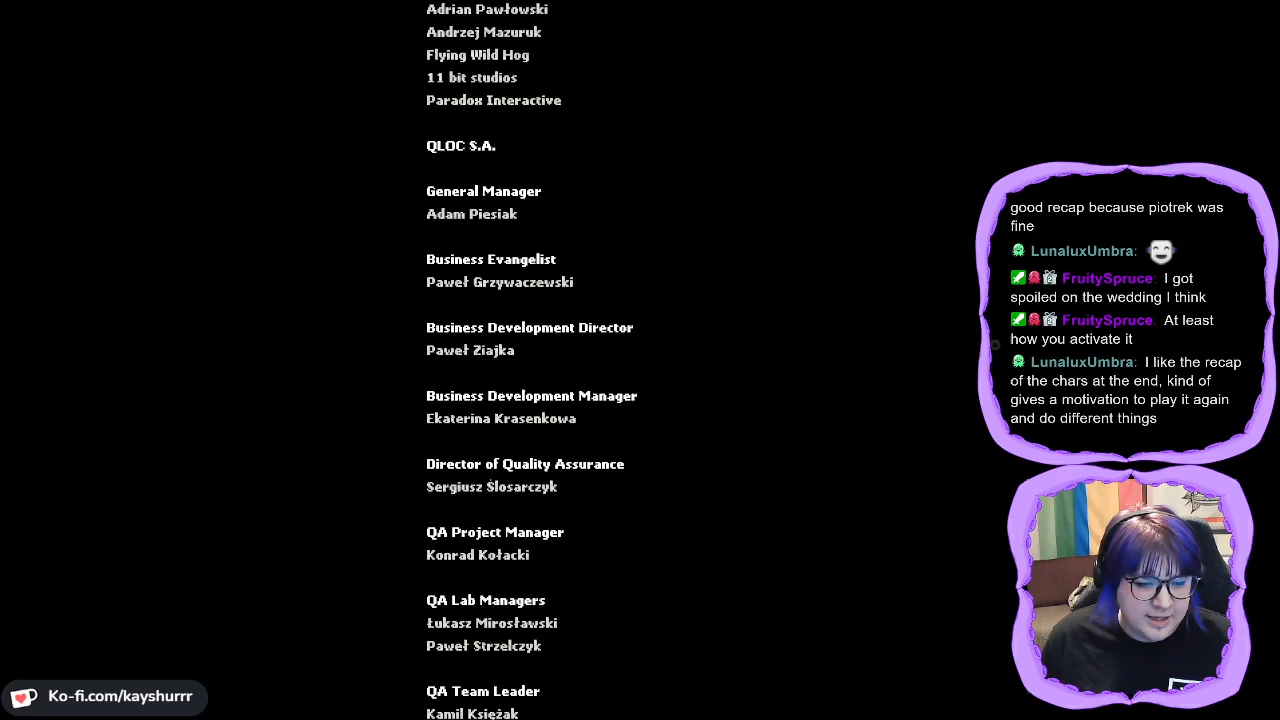 Adrian Pawłowski
Andrzej Mazuruk
Flying Wild Hog
11 bit studios
Paradox Interactive
QLOC S.A.
General Manager
Adam Piesiak
Business Evangelist
Paweł Grzywaczewski
Business Development Director
Paweł Ziajka
Business Development Manager
Ekaterina Krasenkowa
Director of Quality Assurance
Sergiusz Ślosarczyk
QA Project Manager
Konrad Kołacki
QA Lab Managers
Łukasz Mirosławski
Paweł Strzelczyk
QA Team Leader
Kamil Księżak
good recap because piotrek was
fine
LunaluxUmbra:
FruitySpruce: I got
spoiled on the wedding I think
FruitySpruce: At least
how you activate it
LunaluxUmbra: I like the recap
of the chars at the end, kind of
gives a motivation to play it again
and do different things
Ko-fi.com/kayshurrr